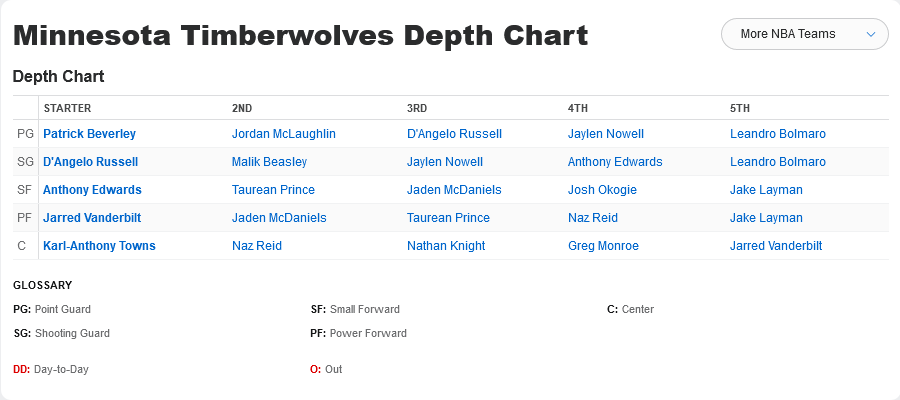 Minnesota Timberwolves Depth Chart
More NBA Teams
Depth Chart
STARTER 2ND 3RD 4TH 5TH
PG Patrick Beverley Jordan McLaughlin D'Angelo Russell Jaylen Nowell Leandro Bolmaro
SG D'Angelo Russell Malik Beasley Jaylen Nowell Anthony Edwards Leandro Bolmaro
SF Anthony Edwards Taurean Prince Jaden McDaniels Josh Okogie Jake Layman
PF Jarred Vanderbilt Jaden McDaniels Taurean Prince Naz Reid Jake Layman
C Karl-Anthony Towns Naz Reid Nathan Knight Greg Monroe Jarred Vanderbilt
GLOSSARY
PG: Point Guard SF: Small Forward C: Center
SG: Shooting Guard PF: Power Forward
DD: Day-to-Day O: Out